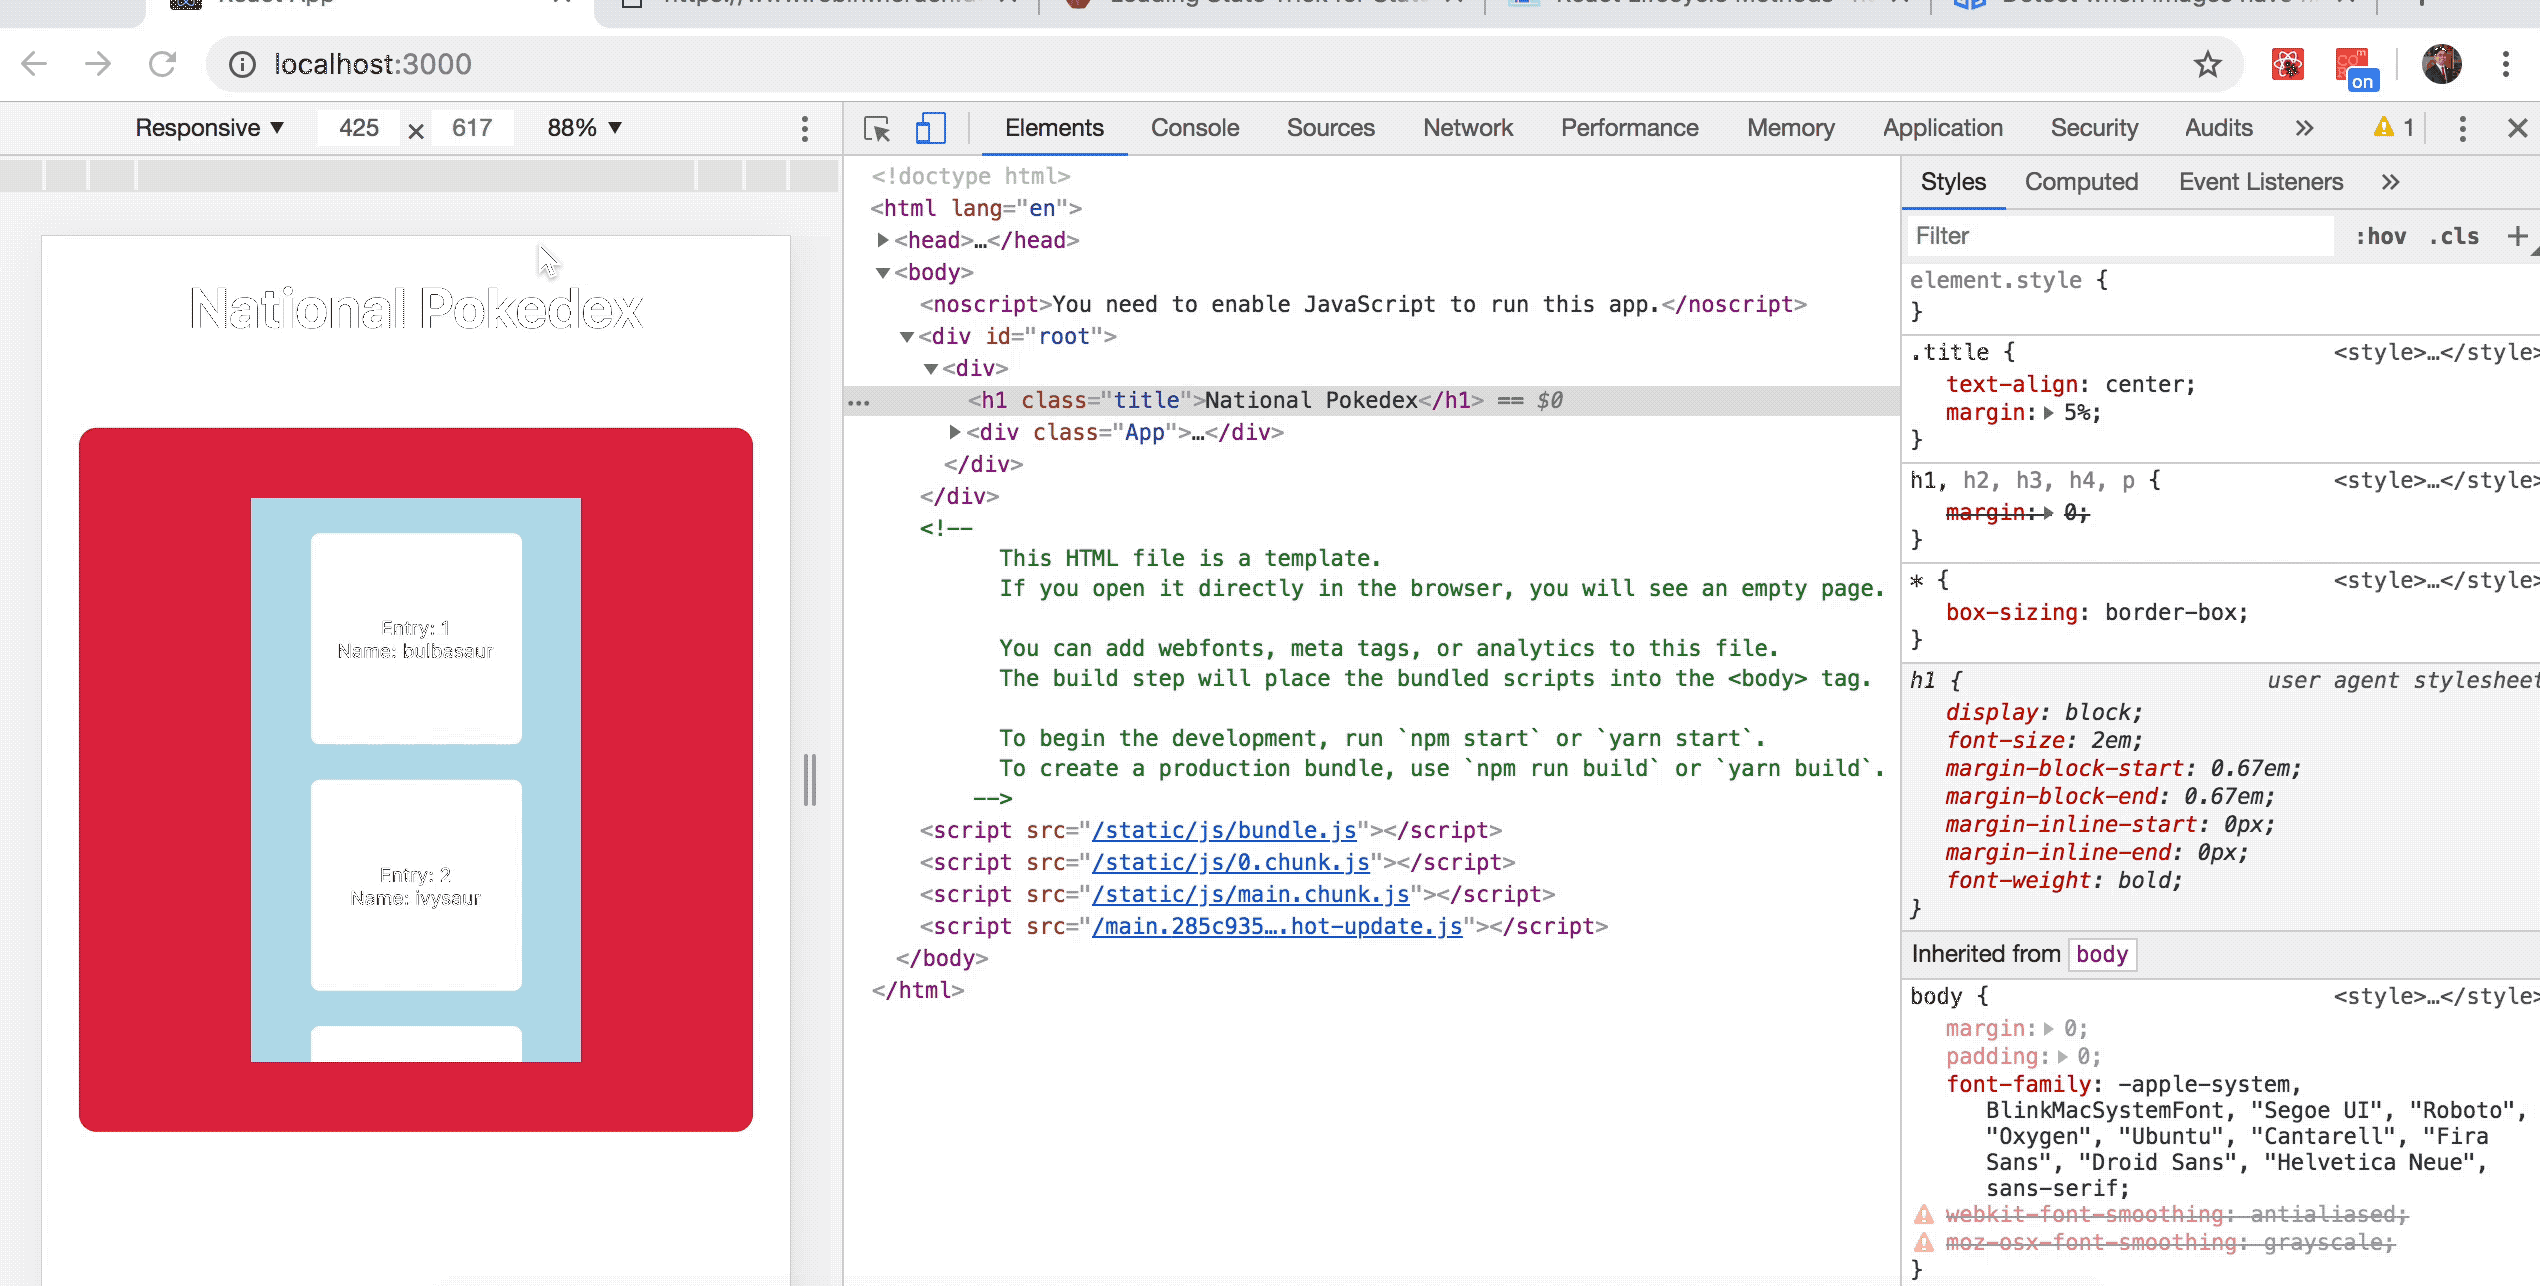 React App
localhost:3000
on
Responsive ▼ 425 × 617 88% ▼
Elements Console Sources Network Performance Memory Application Security Audits » 1
National Pokedex
Entry: 1
Name: bulbasaur
Entry: 2
Name: ivysaur
<!doctype html>
<html lang="en">
▶<head>…</head>
▼<body>
<noscript>You need to enable JavaScript to run this app.</noscript>
▼<div id="root">
▼<div>
… <h1 class="title">National Pokedex</h1> == $0
▶<div class="App">…</div>
</div>
</div>
<!--
This HTML file is a template.
If you open it directly in the browser, you will see an empty page.
You can add webfonts, meta tags, or analytics to this file.
The build step will place the bundled scripts into the <body> tag.
To begin the development, run `npm start` or `yarn start`.
To create a production bundle, use `npm run build` or `yarn build`.
-->
<script src="/static/js/bundle.js"></script>
<script src="/static/js/0.chunk.js"></script>
<script src="/static/js/main.chunk.js"></script>
<script src="/main.285c935….hot-update.js"></script>
</body>
</html>
Styles Computed Event Listeners »
Filter :hov .cls +
element.style {
}
.title { <style>…</style>
text-align: center;
margin:▶ 5%;
}
h1, h2, h3, h4, p { <style>…</style>
margin:▶ 0;
}
* { <style>…</style>
box-sizing: border-box;
}
h1 { user agent stylesheet
display: block;
font-size: 2em;
margin-block-start: 0.67em;
margin-block-end: 0.67em;
margin-inline-start: 0px;
margin-inline-end: 0px;
font-weight: bold;
}
Inherited from body
body { <style>…</style>
margin:▶ 0;
padding:▶ 0;
font-family: -apple-system,
BlinkMacSystemFont, "Segoe UI", "Roboto",
"Oxygen", "Ubuntu", "Cantarell", "Fira
Sans", "Droid Sans", "Helvetica Neue",
sans-serif;
webkit-font-smoothing: antialiased;
moz-osx-font-smoothing: grayscale;
}